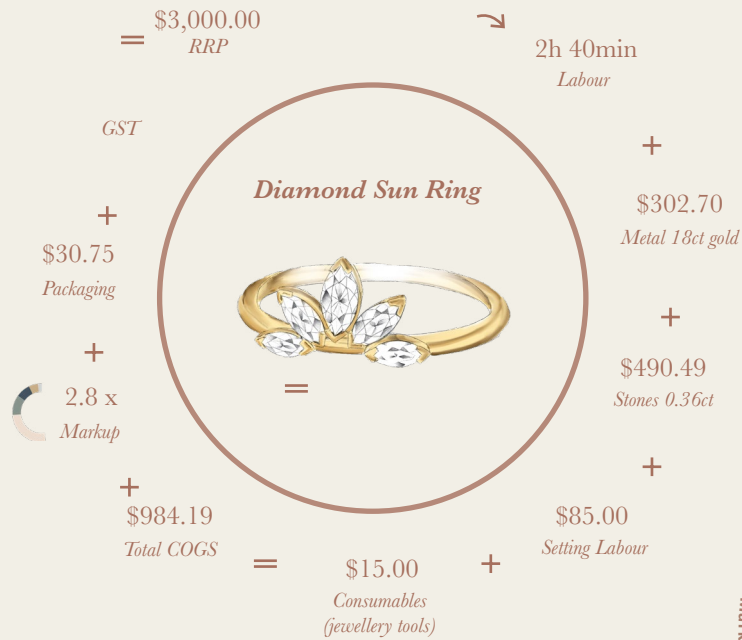 $3,000.00
RRP
2h 40min
Labour
+
$302.70
Metal 18ct gold
+
$490.49
Stones 0.36ct
+
$85.00
Setting Labour
+
$15.00
Consumables
(jewellery tools)
=
$984.19
Total COGS
+
2.8 x
Markup
+
$30.75
Packaging
+
GST
=
Diamond Sun Ring
=